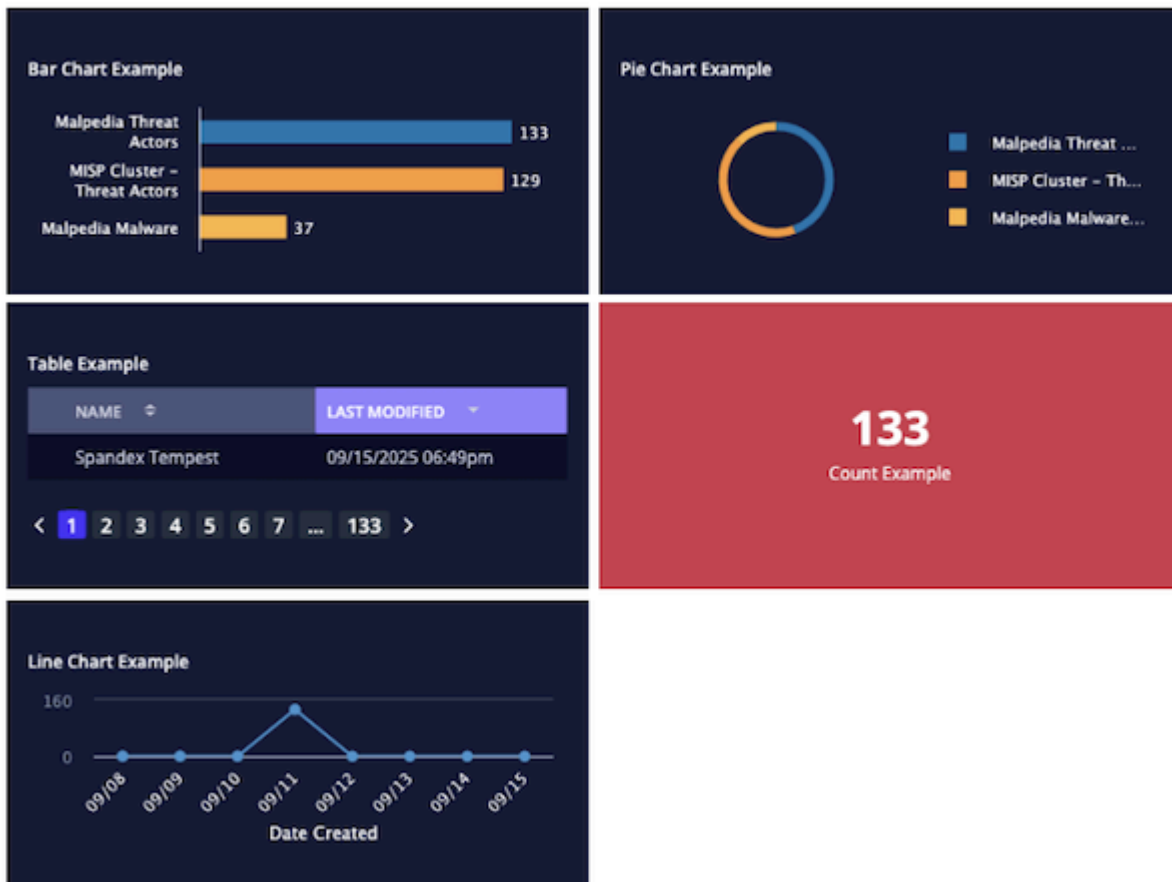 Bar Chart Example
Malpedia Threat
Actors
133
MISP Cluster –
Threat Actors
129
Malpedia Malware
37
Pie Chart Example
Malpedia Threat ...
MISP Cluster – Th...
Malpedia Malware...
Table Example
NAME LAST MODIFIED
Spandex Tempest 09/15/2025 06:49pm
1 2 3 4 5 6 7 ... 133
133
Count Example
Line Chart Example
160
0
09/08 09/09 09/10 09/11 09/12 09/13 09/14 09/15
Date Created